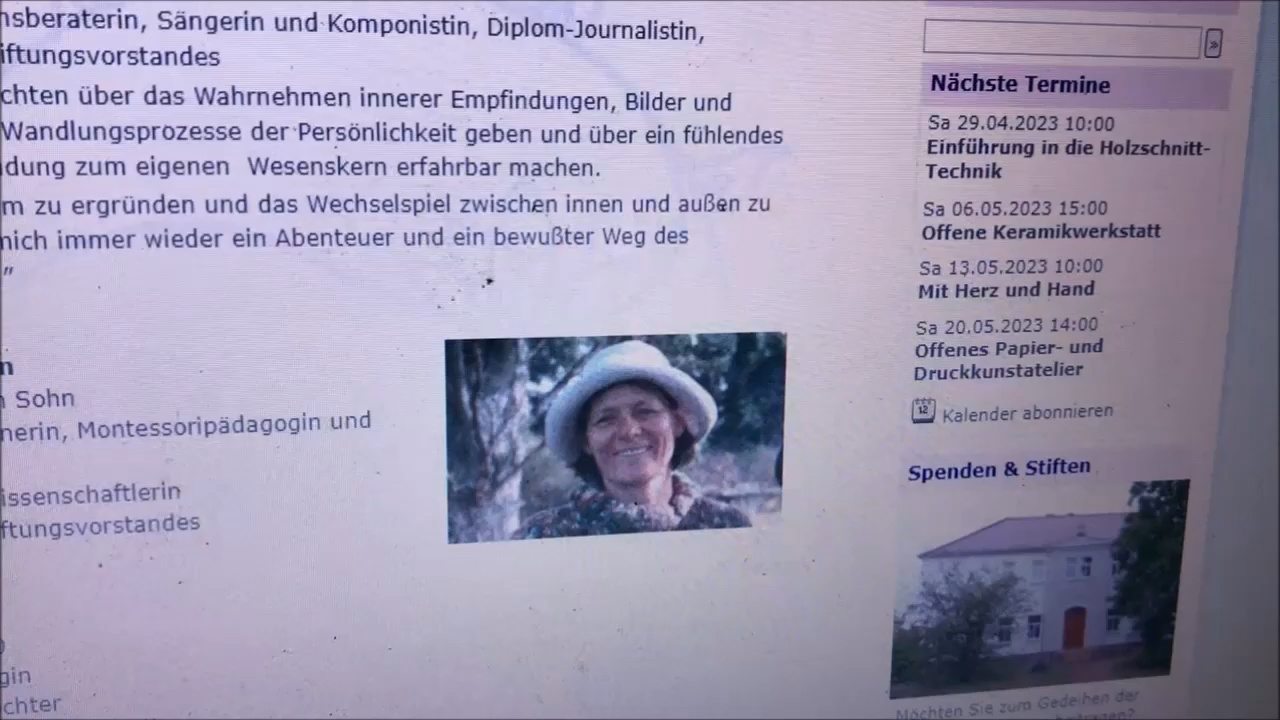 nsberaterin, Sängerin und Komponistin, Diplom-Journalistin,
iftungsvorstandes
chten über das Wahrnehmen innerer Empfindungen, Bilder und
Wandlungsprozesse der Persönlichkeit geben und über ein fühlendes
dung zum eigenen Wesenskern erfahrbar machen.
m zu ergründen und das Wechselspiel zwischen innen und außen zu
mich immer wieder ein Abenteuer und ein bewußter Weg des
"
n
n Sohn
nerin, Montessoripädagogin und
issenschaftlerin
ftungsvorstandes
gin
chter
»
Nächste Termine
Sa 29.04.2023 10:00
Einführung in die Holzschnitt-
Technik
Sa 06.05.2023 15:00
Offene Keramikwerkstatt
Sa 13.05.2023 10:00
Mit Herz und Hand
Sa 20.05.2023 14:00
Offenes Papier- und
Druckkunstatelier
12 Kalender abonnieren
Spenden & Stiften
Möchten Sie zum Gedeihen der